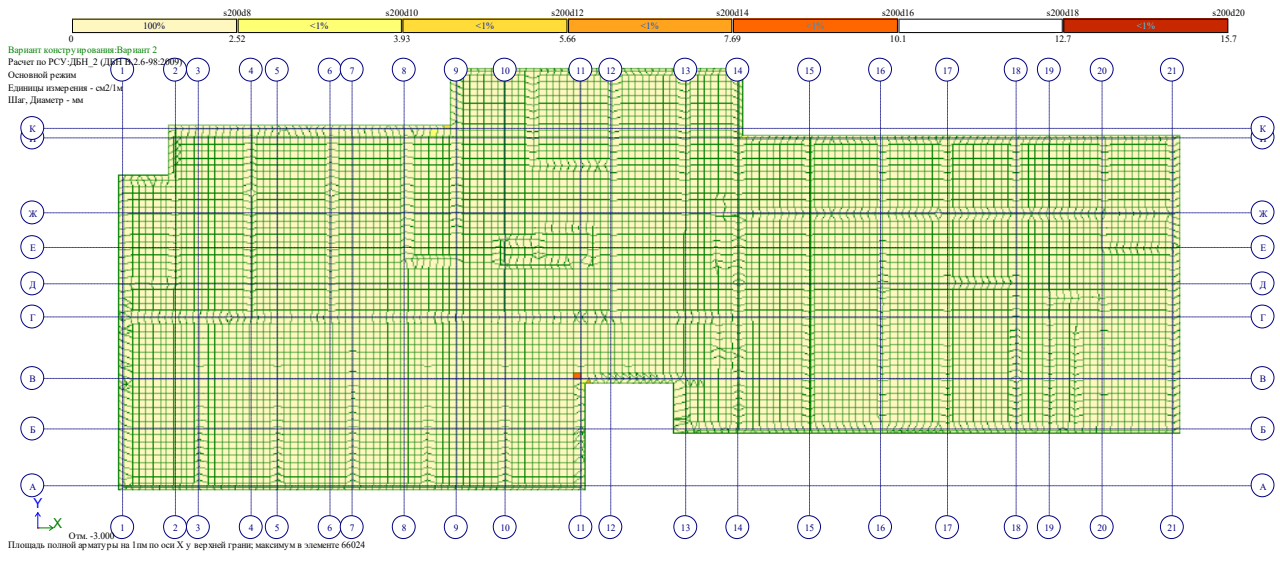 s200d8 s200d10 s200d12 s200d14 s200d16 s200d18 s200d20
100% <1% <1% <1% <1% <1%
0 2.52 3.93 5.66 7.69 10.1 12.7 15.7
Вариант конструирования:Вариант 2
Расчет по РСУ:ДБН_2 (ДБН В.2.6-98:2009)
Основной режим
Единицы измерения - см2/1м
Шаг, Диаметр - мм
1 2 3 4 5 6 7 8 9 10 11 12 13 14 15 16 17 18 19 20 21
К К
Ж Ж
Е Е
Д Д
Г Г
В В
Б Б
А А
Y
X
1 2 3 4 5 6 7 8 9 10 11 12 13 14 15 16 17 18 19 20 21
Отм. -3.000
Площадь полной арматуры на 1пм по оси X у верхней грани; максимум в элементе 66024